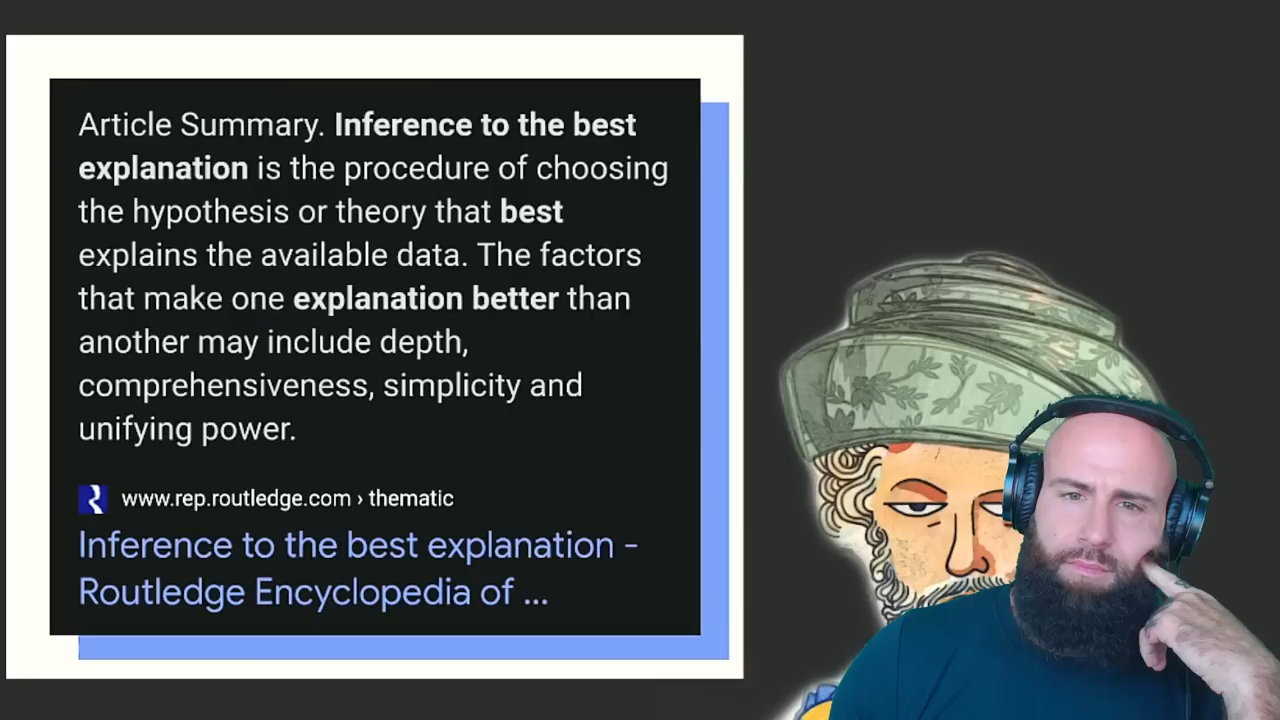 Article Summary. Inference to the best
explanation is the procedure of choosing
the hypothesis or theory that best
explains the available data. The factors
that make one explanation better than
another may include depth,
comprehensiveness, simplicity and
unifying power.
www.rep.routledge.com › thematic
Inference to the best explanation -
Routledge Encyclopedia of ...